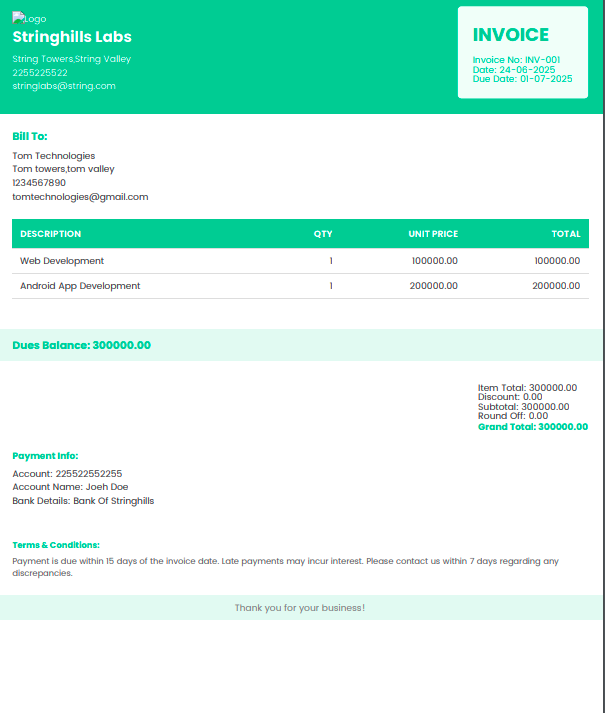 Logo
Stringhills Labs
String Towers,String Valley
2255225522
stringlabs@string.com
INVOICE
Invoice No: INV-001
Date: 24-06-2025
Due Date: 01-07-2025
Bill To:
Tom Technologies
Tom towers,tom valley
1234567890
tomtechnologies@gmail.com
DESCRIPTION QTY UNIT PRICE TOTAL
Web Development 1 100000.00 100000.00
Android App Development 1 200000.00 200000.00
Dues Balance: 300000.00
Item Total: 300000.00
Discount: 0.00
Subtotal: 300000.00
Round Off: 0.00
Grand Total: 300000.00
Payment Info:
Account: 225522552255
Account Name: Joeh Doe
Bank Details: Bank Of Stringhills
Terms & Conditions:
Payment is due within 15 days of the invoice date. Late payments may incur interest. Please contact us within 7 days regarding any
discrepancies.
Thank you for your business!